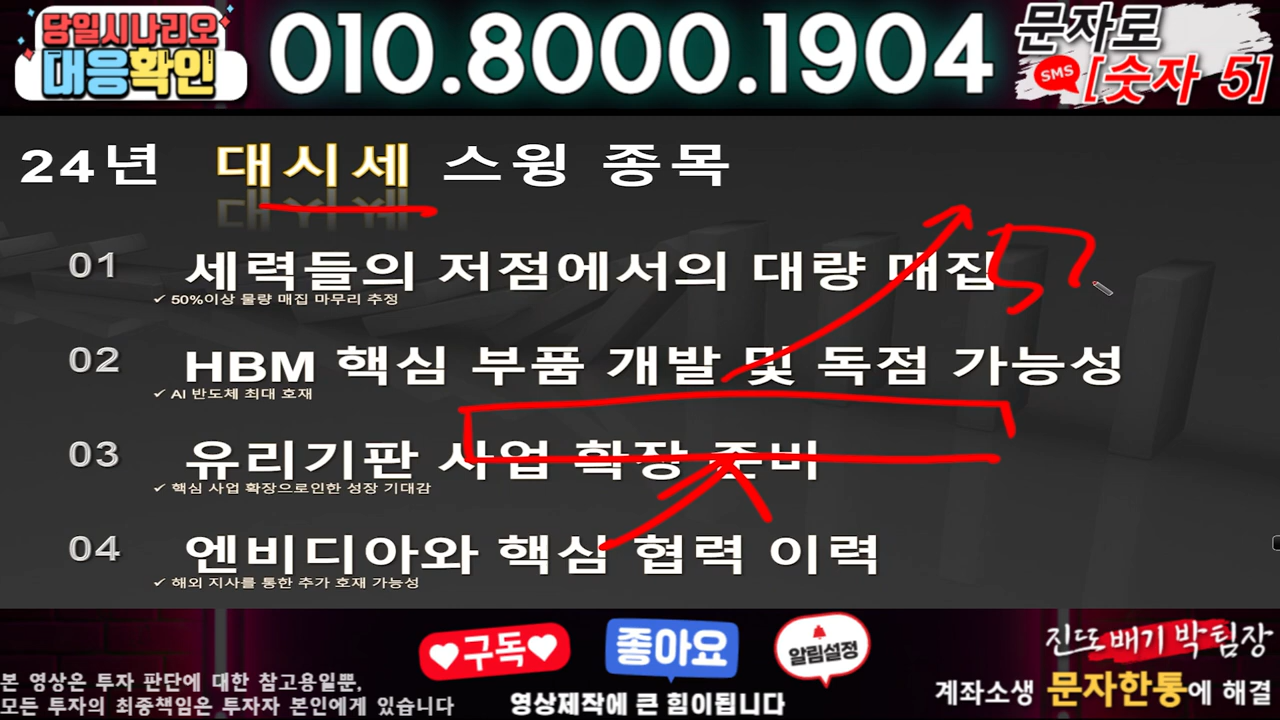 당일시나리오
대응확인
010.8000.1904
문자로
SMS [숫자 5]
24년 대시세 스윙 종목
01 세력들의 저점에서의 대량 매집
✓ 50%이상 물량 매집 마무리 추정
02 HBM 핵심 부품 개발 및 독점 가능성
✓ AI 반도체 최대 호재
03 유리기판 사업 확장 준비
✓ 핵심 사업 확장으로인한 성장 기대감
04 엔비디아와 핵심 협력 이력
✓ 해외 지사를 통한 추가 호재 가능성
구독
좋아요
알림설정
영상제작에 큰 힘이됩니다
본 영상은 투자 판단에 대한 참고용일뿐,
모든 투자의 최종책임은 투자자 본인에게 있습니다
진또배기 박팀장
계좌소생 문자한통에 해결